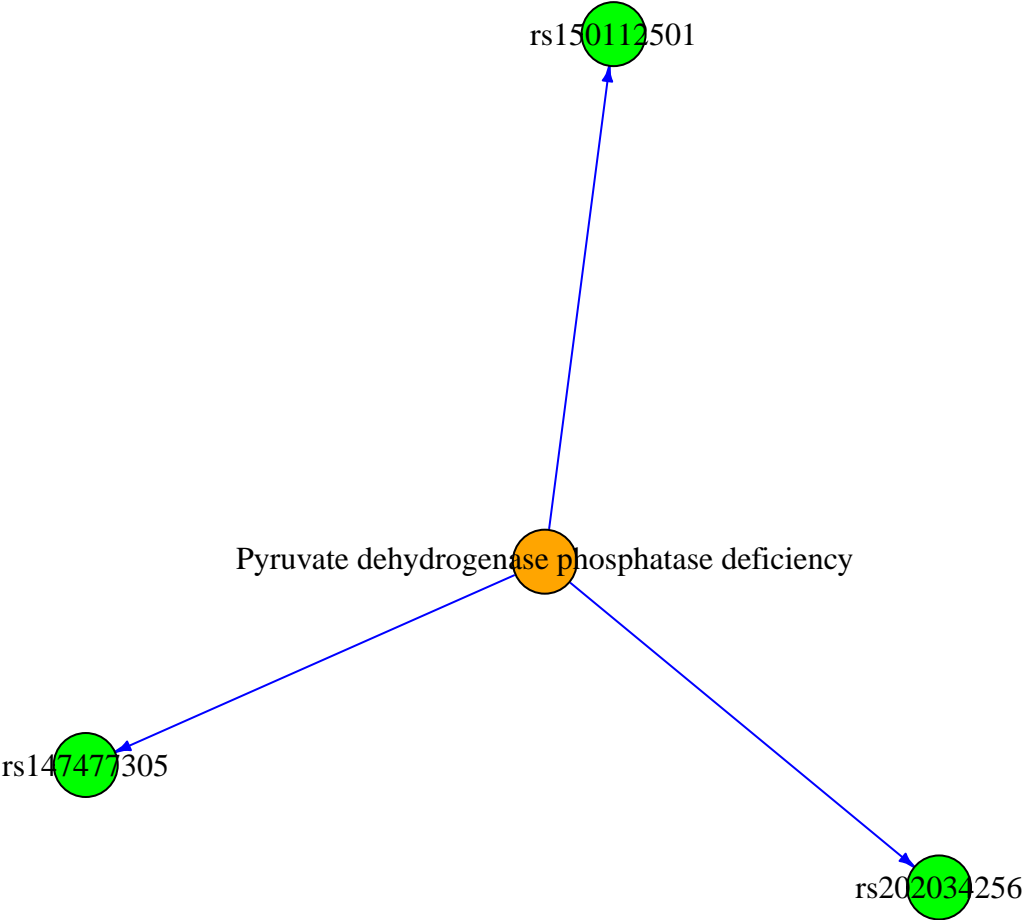 rs150112501
Pyruvate dehydrogenase phosphatase deficiency
rs147477305
rs202034256